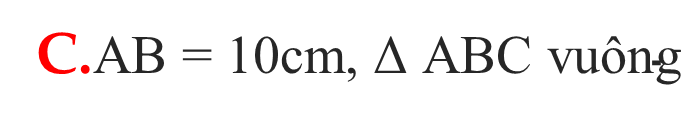 C.AB = 10cm, Δ ABC vuông